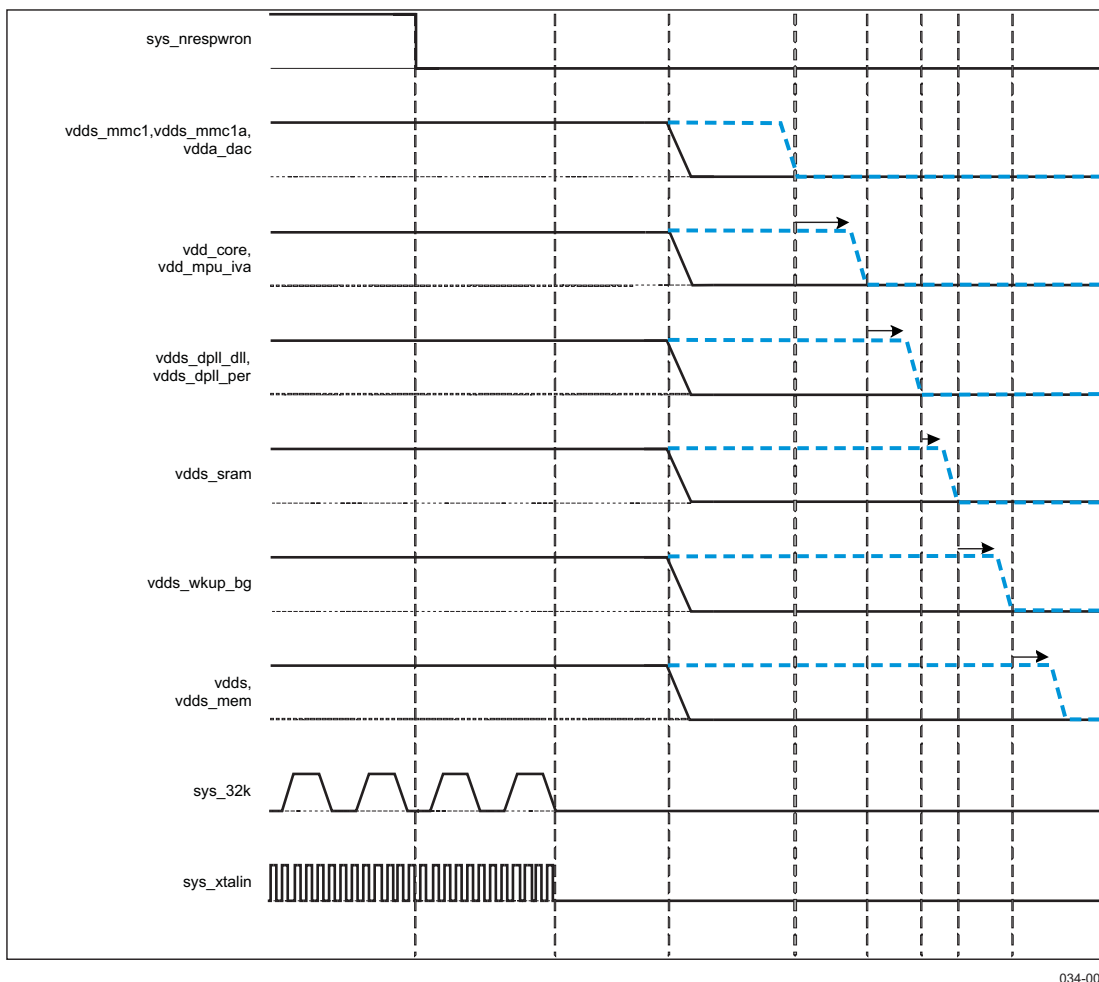 sys_nrespwron
vdds_mmc1,vdds_mmc1a,
vdda_dac
vdd_core,
vdd_mpu_iva
vdds_dpll_dll,
vdds_dpll_per
vdds_sram
vdds_wkup_bg
vdds,
vdds_mem
sys_32k
sys_xtalin
034-00